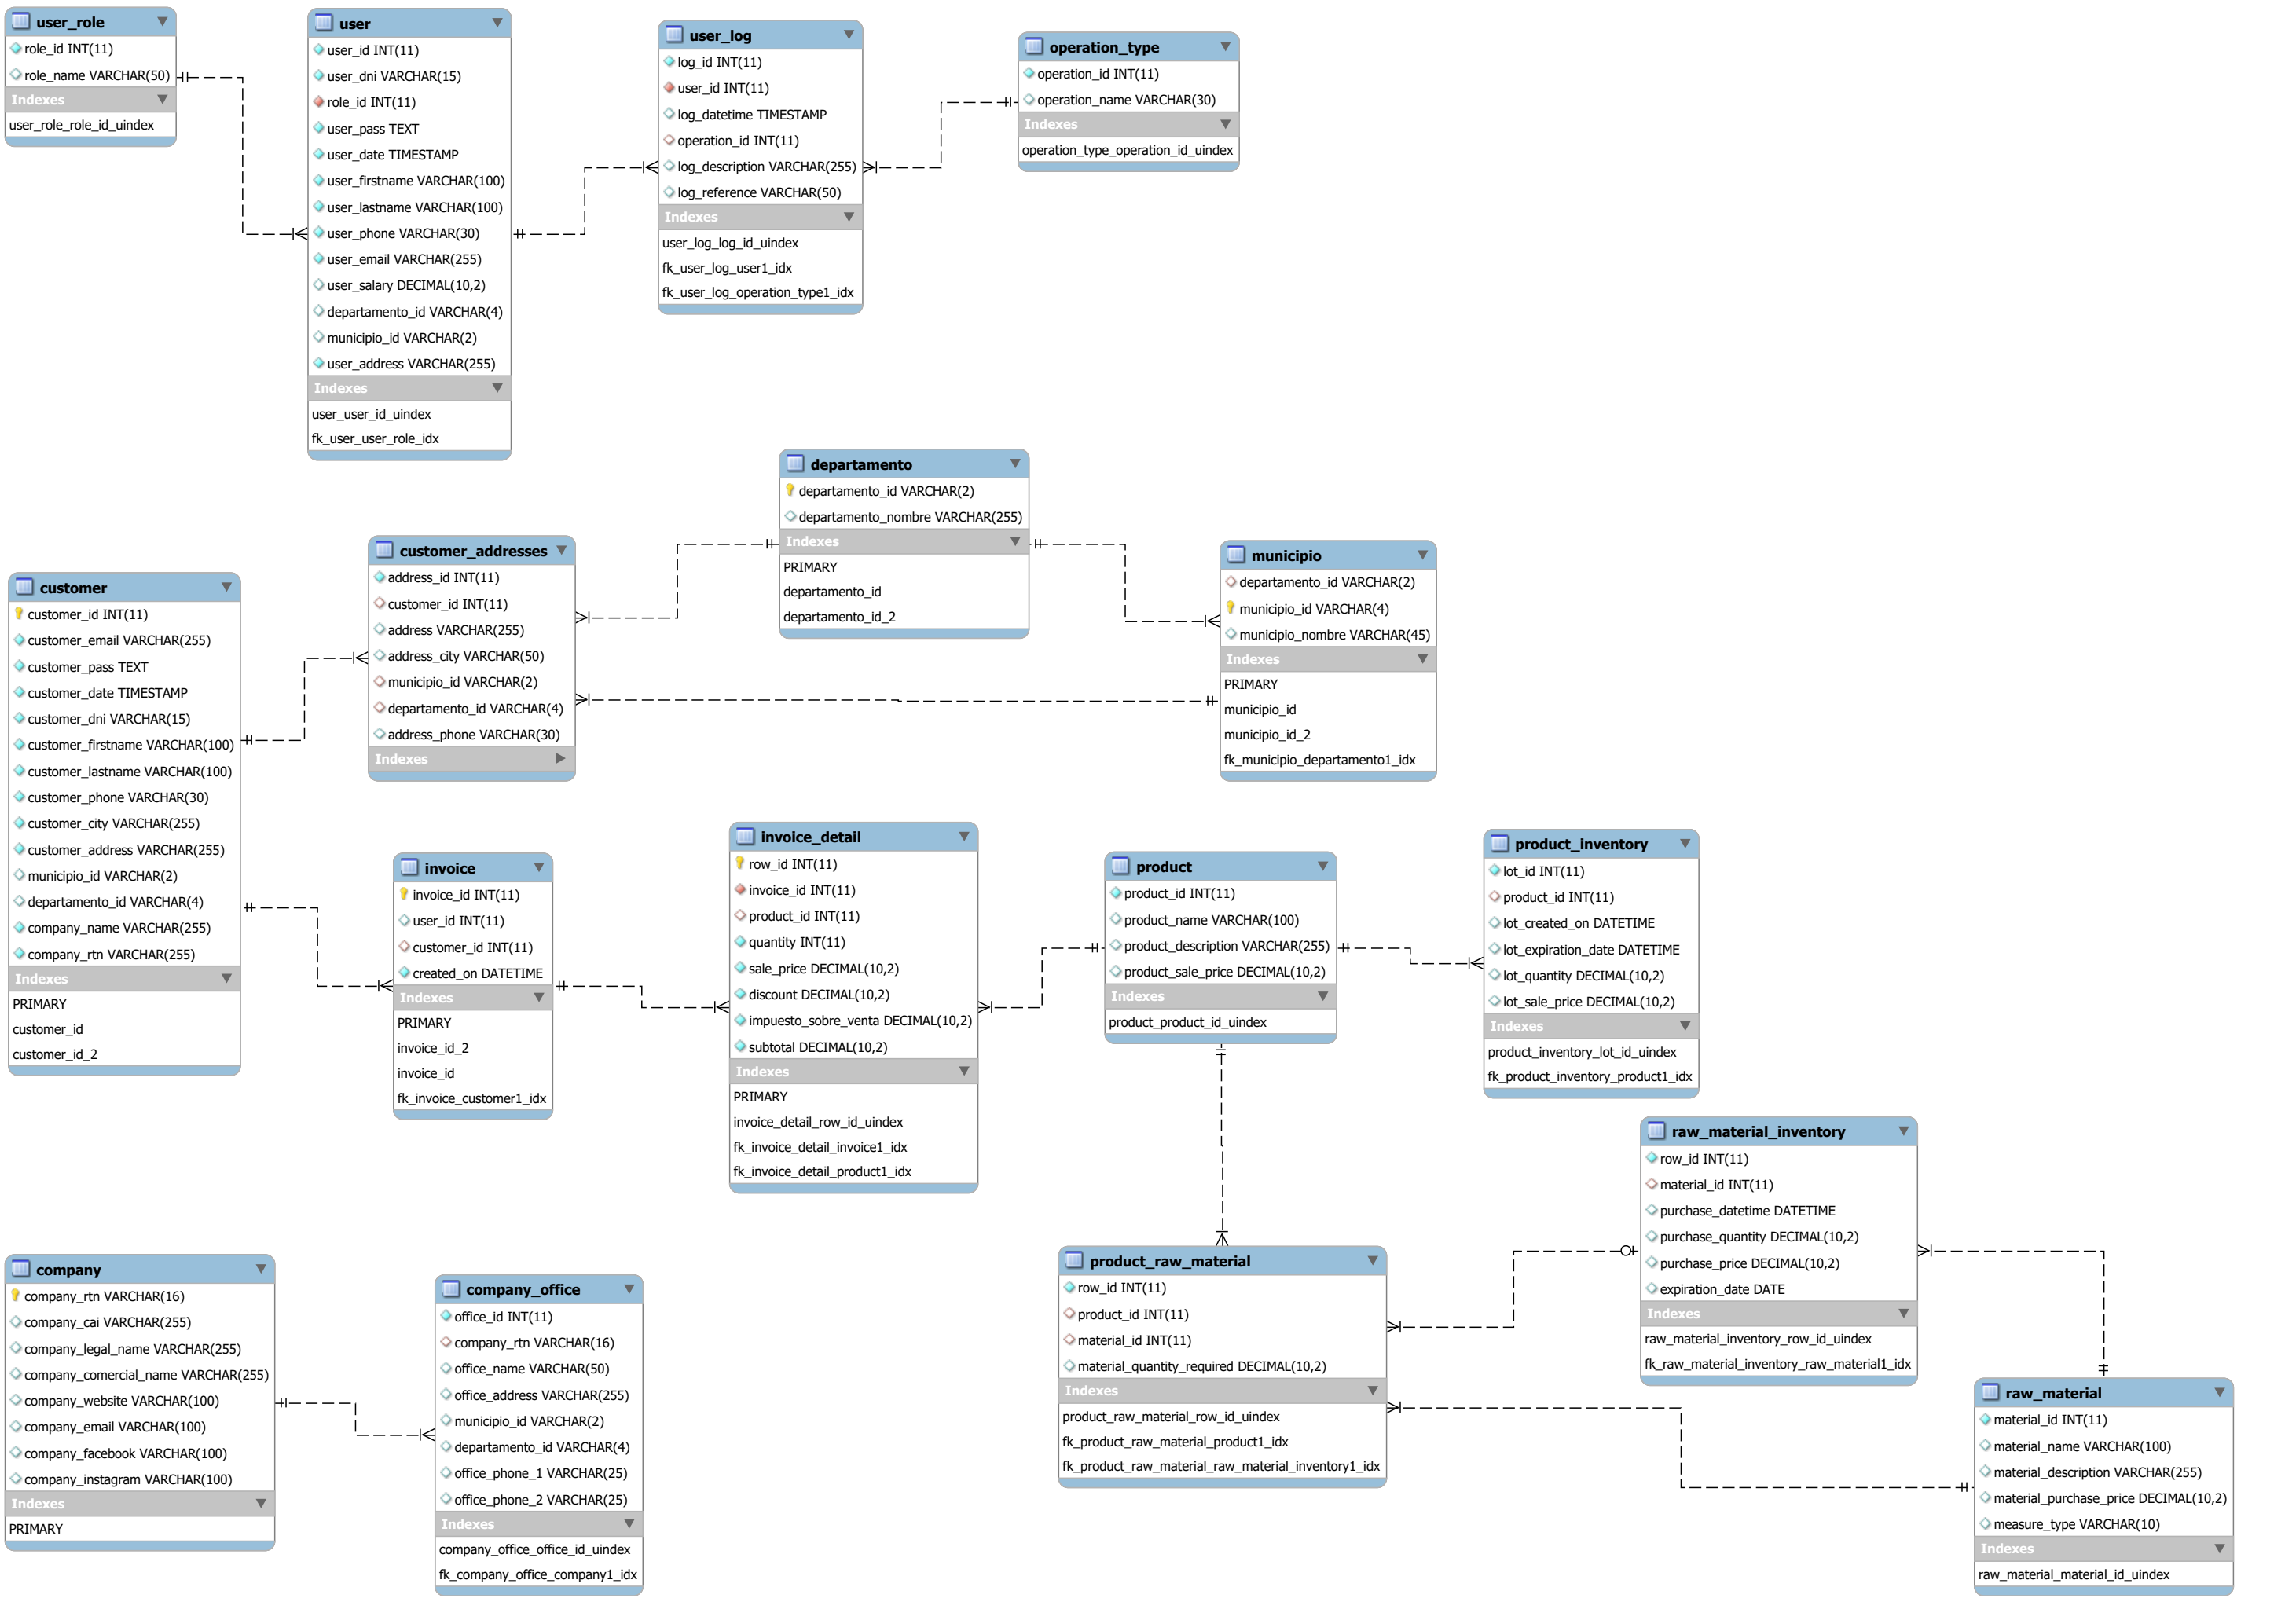 user_role
role_id INT(11)
role_name VARCHAR(50)
Indexes
user_role_role_id_uindex
user
user_id INT(11)
user_dni VARCHAR(15)
role_id INT(11)
user_pass TEXT
user_date TIMESTAMP
user_firstname VARCHAR(100)
user_lastname VARCHAR(100)
user_phone VARCHAR(30)
user_email VARCHAR(255)
user_salary DECIMAL(10,2)
departamento_id VARCHAR(4)
municipio_id VARCHAR(2)
user_address VARCHAR(255)
Indexes
user_user_id_uindex
fk_user_user_role_idx
user_log
log_id INT(11)
user_id INT(11)
log_datetime TIMESTAMP
operation_id INT(11)
log_description VARCHAR(255)
log_reference VARCHAR(50)
Indexes
user_log_log_id_uindex
fk_user_log_user1_idx
fk_user_log_operation_type1_idx
operation_type
operation_id INT(11)
operation_name VARCHAR(30)
Indexes
operation_type_operation_id_uindex
departamento
departamento_id VARCHAR(2)
departamento_nombre VARCHAR(255)
Indexes
PRIMARY
departamento_id
departamento_id_2
customer_addresses
address_id INT(11)
customer_id INT(11)
address VARCHAR(255)
address_city VARCHAR(50)
municipio_id VARCHAR(2)
departamento_id VARCHAR(4)
address_phone VARCHAR(30)
Indexes
municipio
departamento_id VARCHAR(2)
municipio_id VARCHAR(4)
municipio_nombre VARCHAR(45)
Indexes
PRIMARY
municipio_id
municipio_id_2
fk_municipio_departamento1_idx
customer
customer_id INT(11)
customer_email VARCHAR(255)
customer_pass TEXT
customer_date TIMESTAMP
customer_dni VARCHAR(15)
customer_firstname VARCHAR(100)
customer_lastname VARCHAR(100)
customer_phone VARCHAR(30)
customer_city VARCHAR(255)
customer_address VARCHAR(255)
municipio_id VARCHAR(2)
departamento_id VARCHAR(4)
company_name VARCHAR(255)
company_rtn VARCHAR(255)
Indexes
PRIMARY
customer_id
customer_id_2
invoice
invoice_id INT(11)
user_id INT(11)
customer_id INT(11)
created_on DATETIME
Indexes
PRIMARY
invoice_id_2
invoice_id
fk_invoice_customer1_idx
invoice_detail
row_id INT(11)
invoice_id INT(11)
product_id INT(11)
quantity INT(11)
sale_price DECIMAL(10,2)
discount DECIMAL(10,2)
impuesto_sobre_venta DECIMAL(10,2)
subtotal DECIMAL(10,2)
Indexes
PRIMARY
invoice_detail_row_id_uindex
fk_invoice_detail_invoice1_idx
fk_invoice_detail_product1_idx
product
product_id INT(11)
product_name VARCHAR(100)
product_description VARCHAR(255)
product_sale_price DECIMAL(10,2)
Indexes
product_product_id_uindex
product_inventory
lot_id INT(11)
product_id INT(11)
lot_created_on DATETIME
lot_expiration_date DATETIME
lot_quantity DECIMAL(10,2)
lot_sale_price DECIMAL(10,2)
Indexes
product_inventory_lot_id_uindex
fk_product_inventory_product1_idx
raw_material_inventory
row_id INT(11)
material_id INT(11)
purchase_datetime DATETIME
purchase_quantity DECIMAL(10,2)
purchase_price DECIMAL(10,2)
expiration_date DATE
Indexes
raw_material_inventory_row_id_uindex
fk_raw_material_inventory_raw_material1_idx
company
company_rtn VARCHAR(16)
company_cai VARCHAR(255)
company_legal_name VARCHAR(255)
company_comercial_name VARCHAR(255)
company_website VARCHAR(100)
company_email VARCHAR(100)
company_facebook VARCHAR(100)
company_instagram VARCHAR(100)
Indexes
PRIMARY
company_office
office_id INT(11)
company_rtn VARCHAR(16)
office_name VARCHAR(50)
office_address VARCHAR(255)
municipio_id VARCHAR(2)
departamento_id VARCHAR(4)
office_phone_1 VARCHAR(25)
office_phone_2 VARCHAR(25)
Indexes
company_office_office_id_uindex
fk_company_office_company1_idx
product_raw_material
row_id INT(11)
product_id INT(11)
material_id INT(11)
material_quantity_required DECIMAL(10,2)
Indexes
product_raw_material_row_id_uindex
fk_product_raw_material_product1_idx
fk_product_raw_material_raw_material_inventory1_idx
raw_material
material_id INT(11)
material_name VARCHAR(100)
material_description VARCHAR(255)
material_purchase_price DECIMAL(10,2)
measure_type VARCHAR(10)
Indexes
raw_material_material_id_uindex